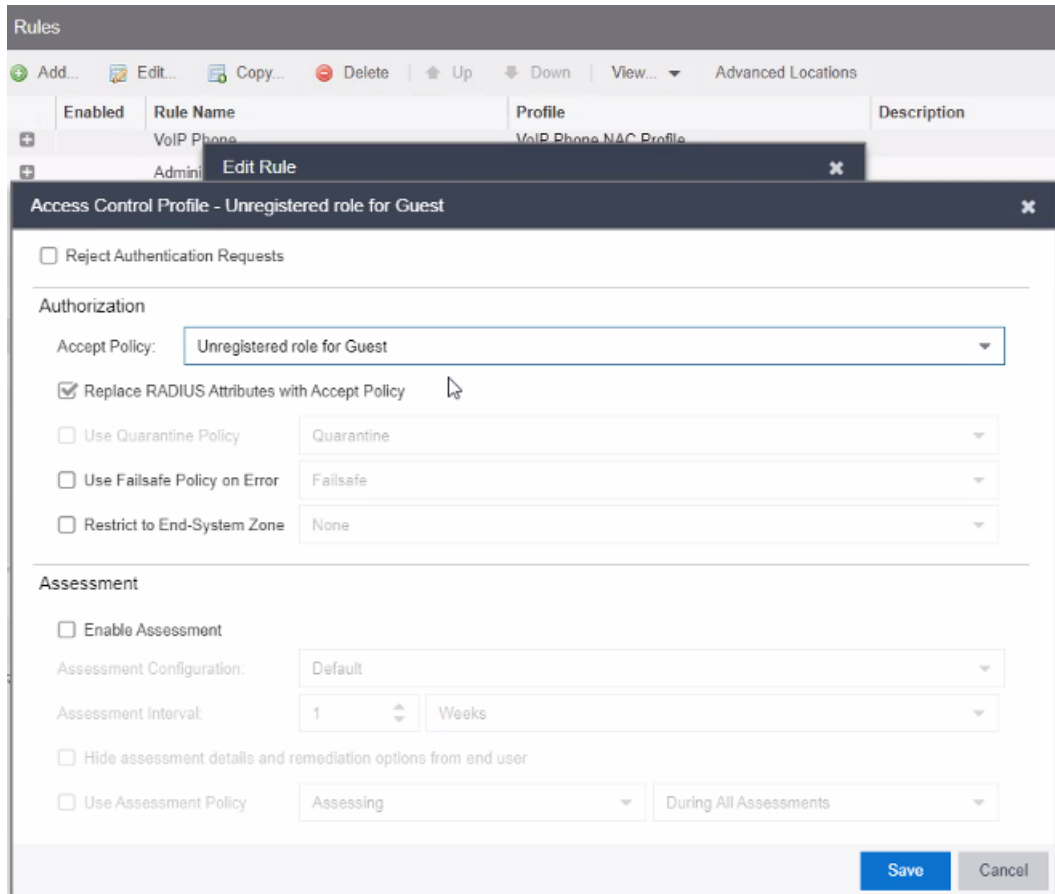 Rules
Add... Edit... Copy... Delete Up Down View... Advanced Locations
Enabled Rule Name Profile Description
VoIP Phone VoIP Phone NAC Profile
Admini
Edit Rule
Access Control Profile - Unregistered role for Guest
Reject Authentication Requests
Authorization
Accept Policy: Unregistered role for Guest
Replace RADIUS Attributes with Accept Policy
Use Quarantine Policy Quarantine
Use Failsafe Policy on Error Failsafe
Restrict to End-System Zone None
Assessment
Enable Assessment
Assessment Configuration: Default
Assessment Interval: 1 Weeks
Hide assessment details and remediation options from end user
Use Assessment Policy Assessing During All Assessments
Save Cancel